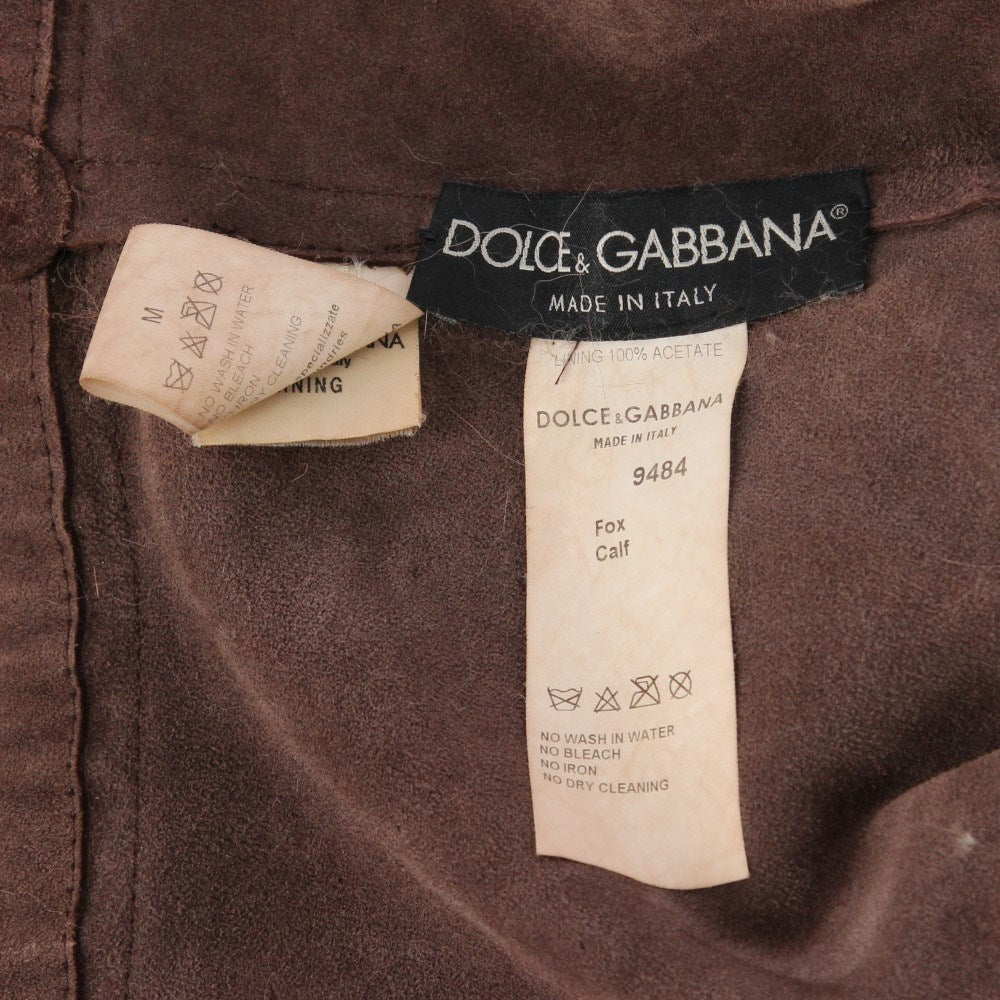 DOLCE & GABBANA®
MADE IN ITALY
LINING 100% ACETATE
DOLCE & GABBANA
MADE IN ITALY
9484
Fox
Calf
NO WASH IN WATER
NO BLEACH
NO IRON
NO DRY CLEANING
M
NO WASH IN WATER
NO BLEACH
NO IRON
DRY CLEANING